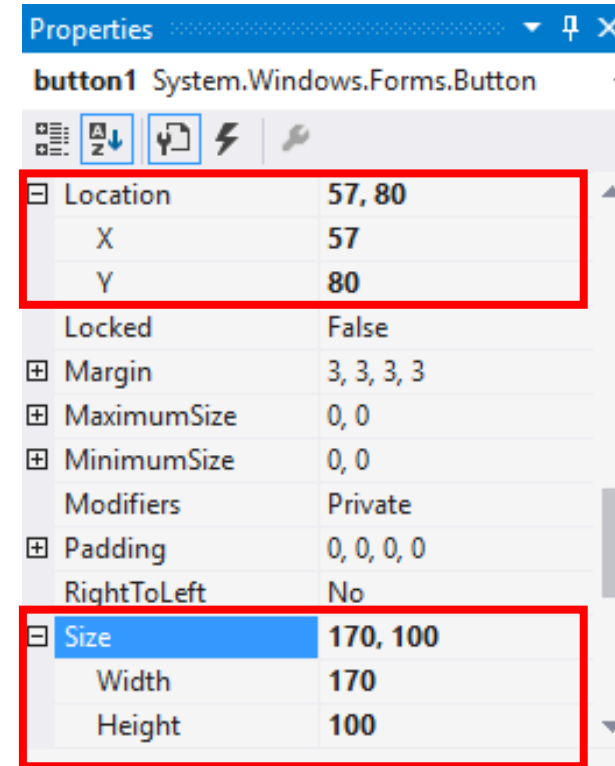 Properties
button1 System.Windows.Forms.Button
Location 57, 80
X 57
Y 80
Locked False
Margin 3, 3, 3, 3
MaximumSize 0, 0
MinimumSize 0, 0
Modifiers Private
Padding 0, 0, 0, 0
RightToLeft No
Size 170, 100
Width 170
Height 100